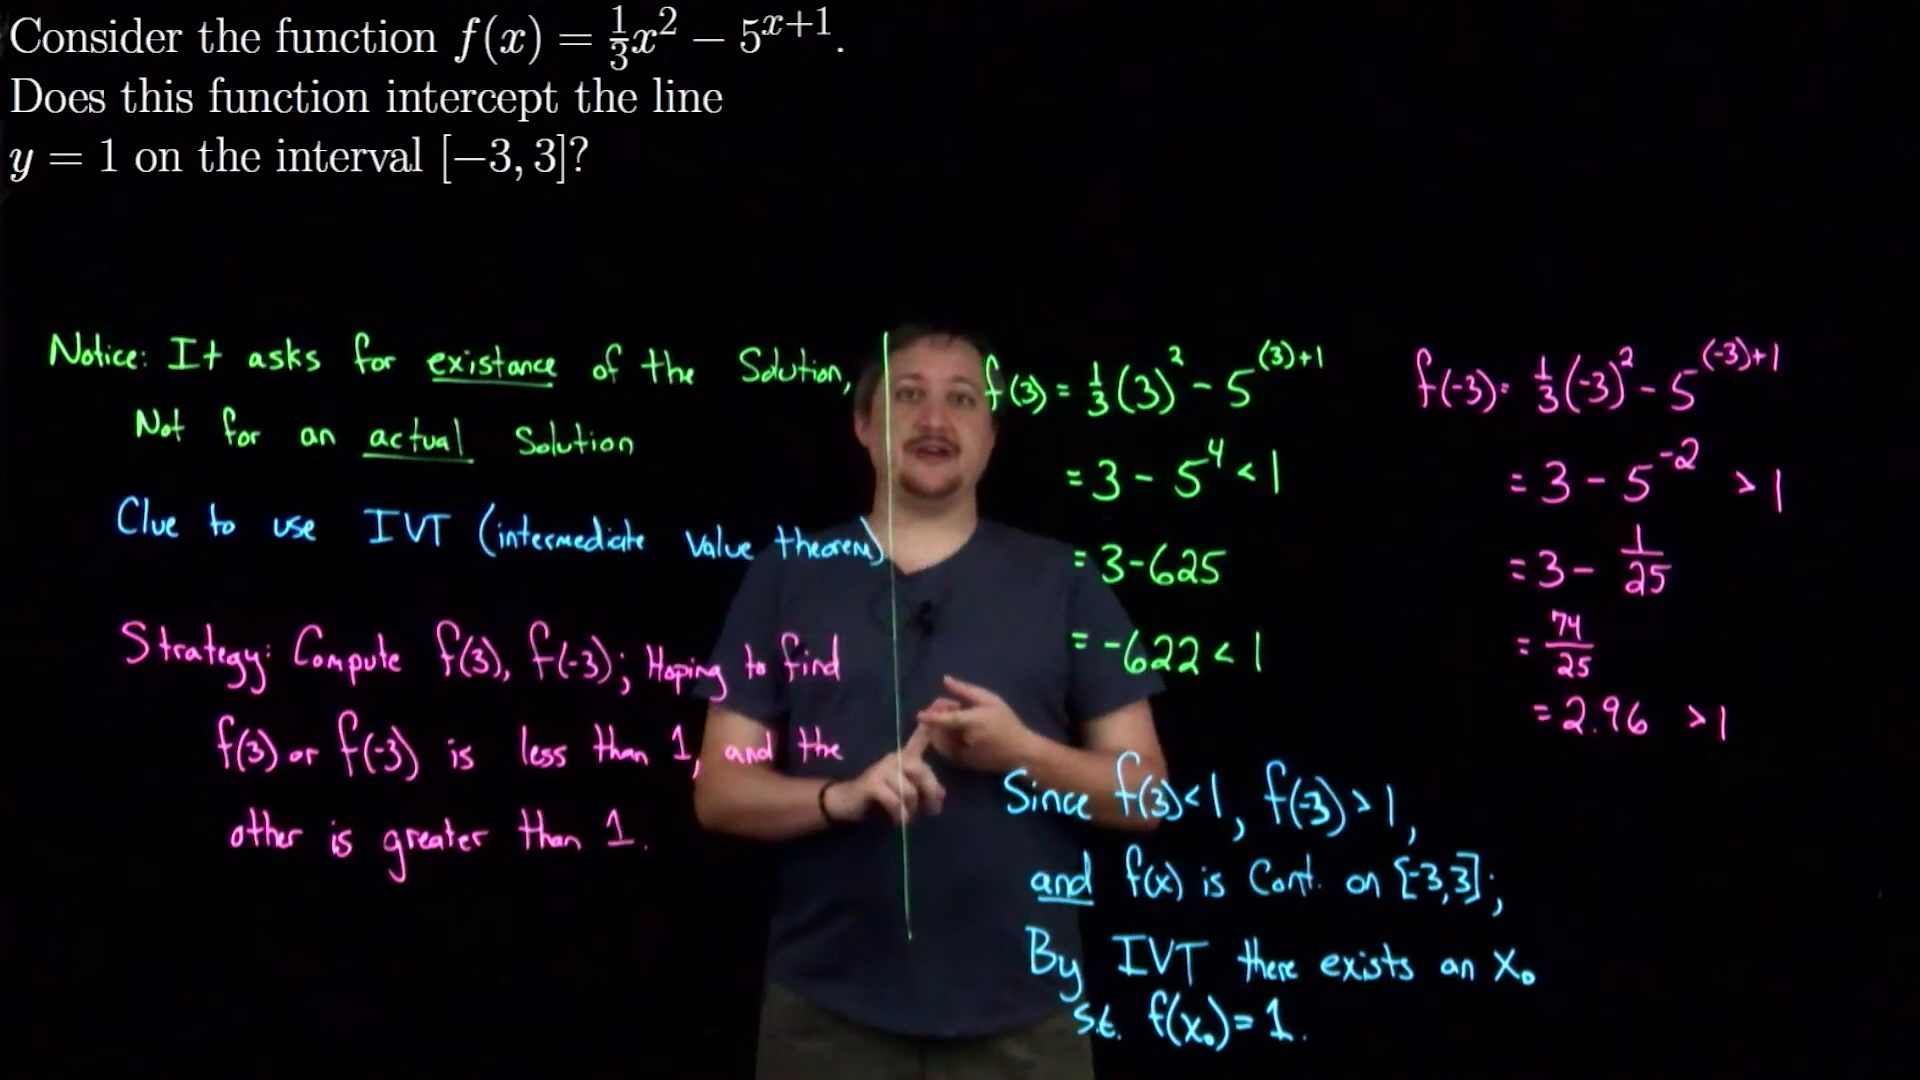 Consider the function f(x) = ⅓x² − 5ˣ⁺¹.
Does this function intercept the line
y = 1 on the interval [−3, 3]?
Notice: It asks for existance of the Solution,
Not for an actual Solution
Clue to use IVT (intermediate value theorem)
Strategy: Compute f(3), f(-3); Hoping to find
f(3) or f(-3) is less than 1, and the
other is greater than 1.
f(3) = ⅓(3)² - 5^((3)+1)
= 3 - 5⁴ < 1
= 3 - 625
= -622 < 1
f(-3) = ⅓(-3)² - 5^((-3)+1)
= 3 - 5⁻² > 1
= 3 - 1/25
= 74/25
= 2.96 > 1
Since f(3)<1, f(-3)>1,
and f(x) is Cont. on [-3,3];
By IVT there exists an x₀
s.t. f(x₀)=1.